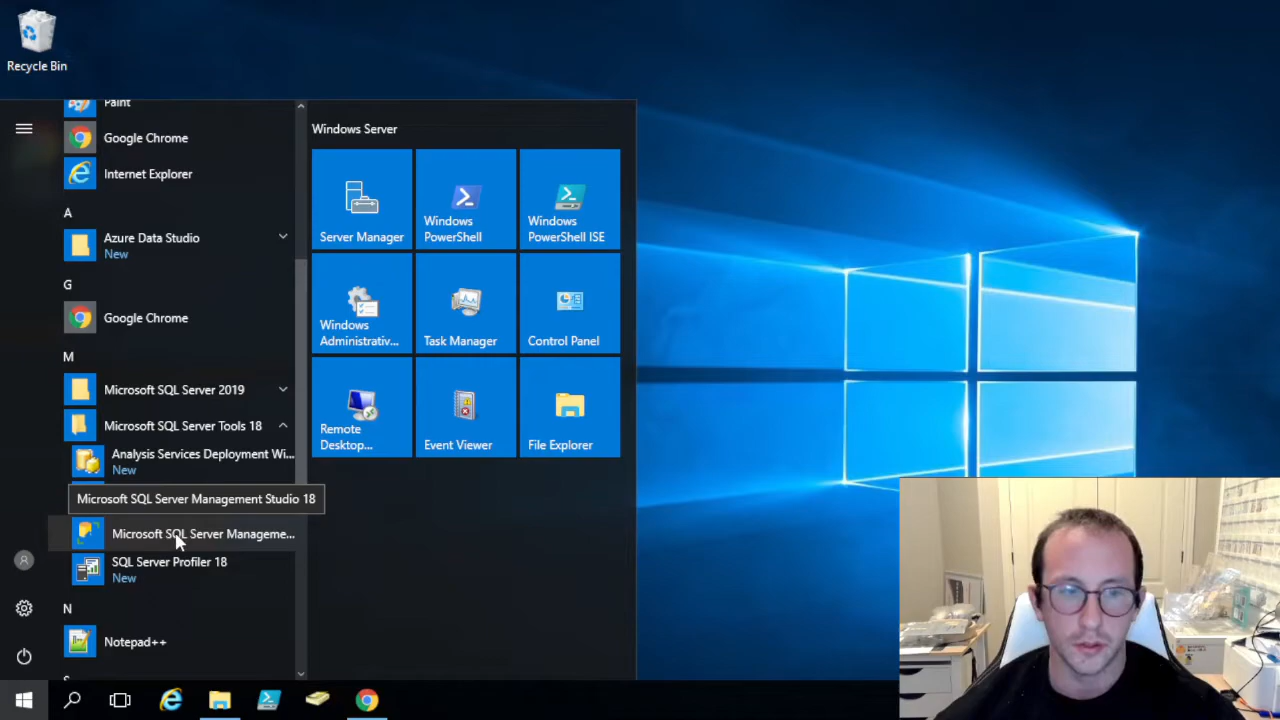 Recycle Bin
Paint
Google Chrome
Internet Explorer
A
Azure Data Studio
New
G
Google Chrome
M
Microsoft SQL Server 2019
Microsoft SQL Server Tools 18
Analysis Services Deployment Wi...
New
Microsoft SQL Server Management Studio 18
Microsoft SQL Server Manageme...
SQL Server Profiler 18
New
N
Notepad++
Windows Server
Server Manager
Windows
PowerShell
Windows
PowerShell ISE
Windows
Administrativ...
Task Manager
Control Panel
Remote
Desktop...
Event Viewer
File Explorer